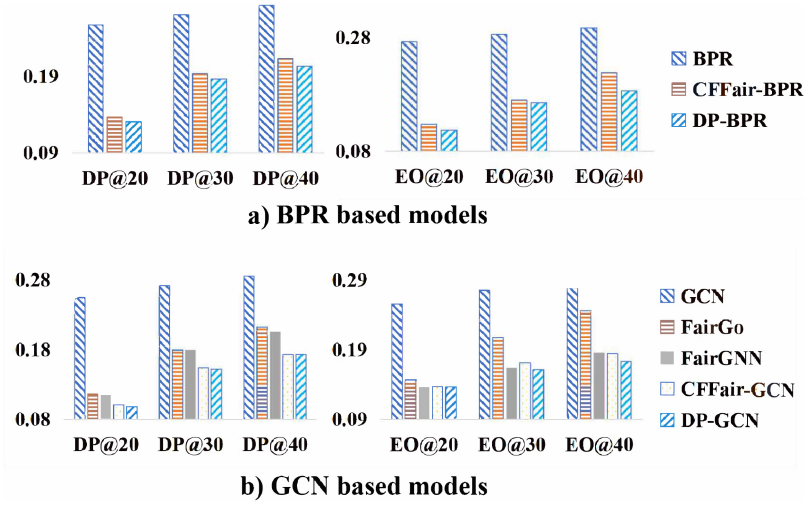 0.19
0.09
DP@20 DP@30 DP@40
0.28
0.08
EO@20 EO@30 EO@40
BPR
CFFair-BPR
DP-BPR
a) BPR based models
0.28
0.18
0.08
DP@20 DP@30 DP@40
0.29
0.19
0.09
EO@20 EO@30 EO@40
GCN
FairGo
FairGNN
CFFair-GCN
DP-GCN
b) GCN based models